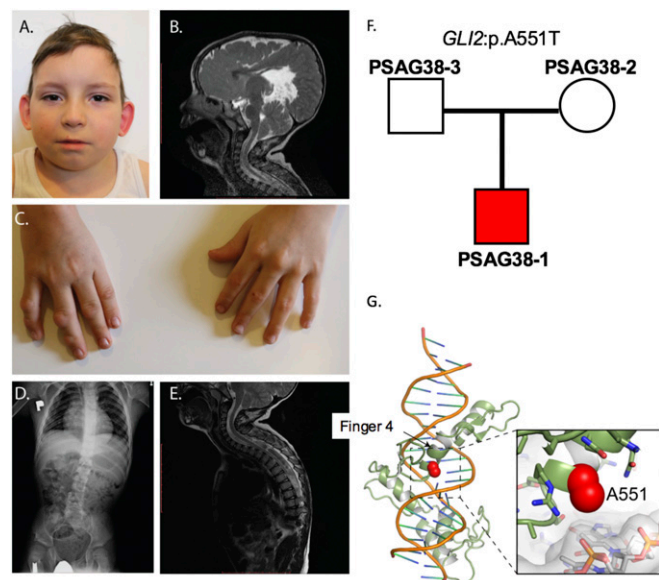 A.
B.
F.
GLI2:p.A551T
PSAG38-3
PSAG38-2
C.
PSAG38-1
G.
D.
E.
Finger 4
A551